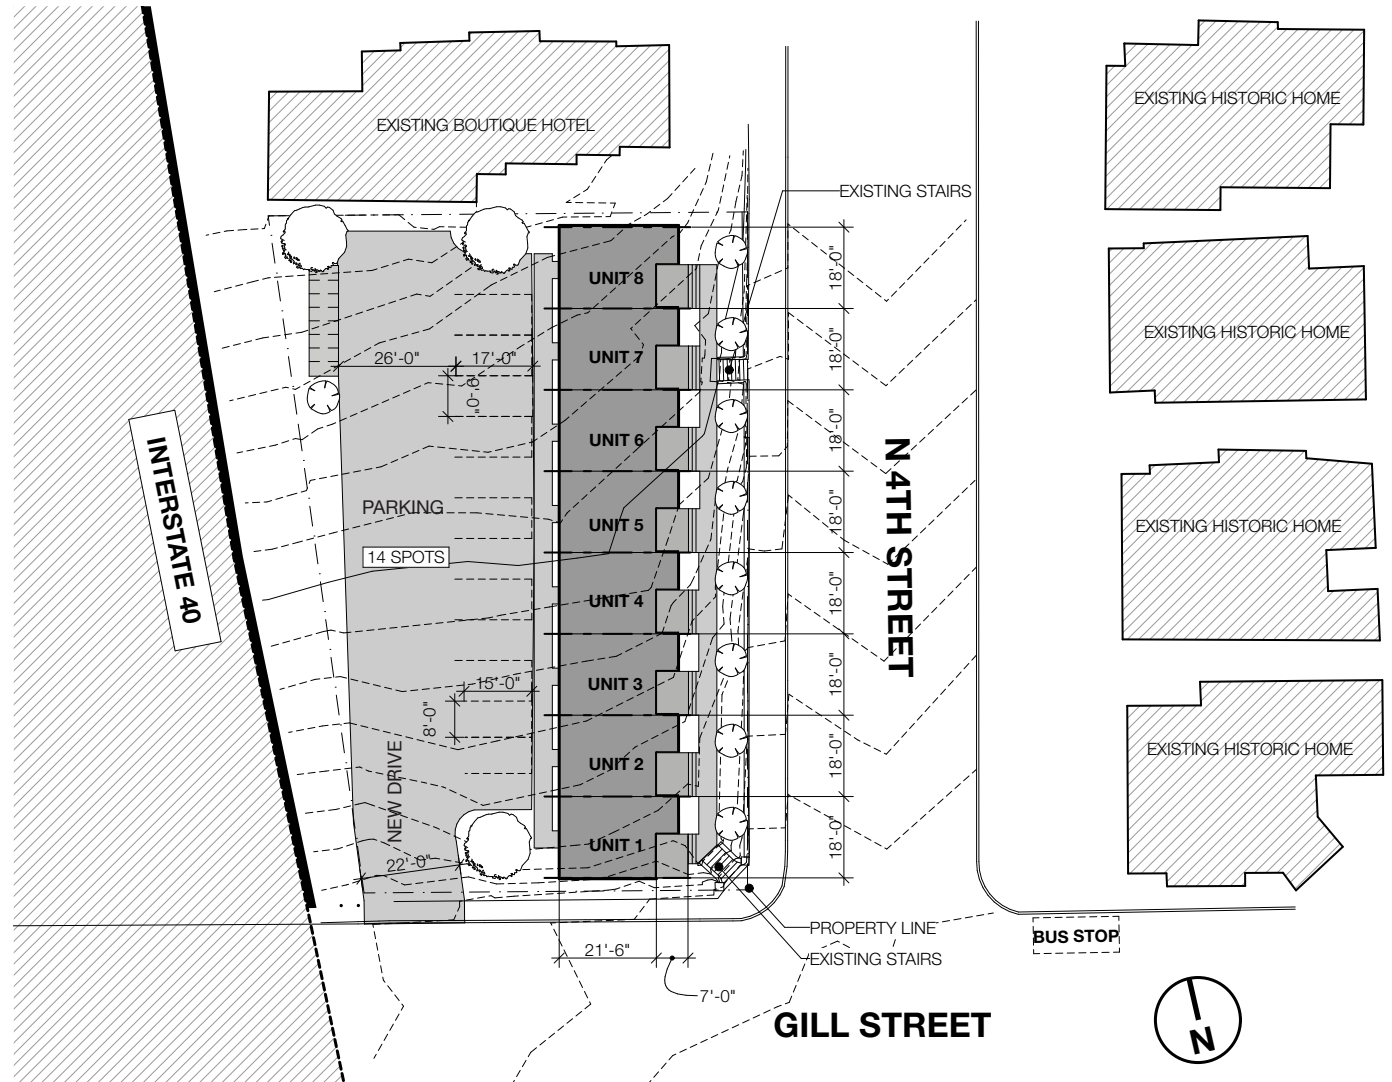 EXISTING HISTORIC HOME
EXISTING BOUTIQUE HOTEL
EXISTING STAIRS
UNIT 8
18'-0"
EXISTING HISTORIC HOME
UNIT 7
18'-0"
26'-0"
17'-0"
9'-0"
UNIT 6
18'-0"
INTERSTATE 40
N 4TH STREET
PARKING
14 SPOTS
UNIT 5
18'-0"
EXISTING HISTORIC HOME
UNIT 4
18'-0"
15'-0"
8'-0"
UNIT 3
18'-0"
NEW DRIVE
UNIT 2
18'-0"
EXISTING HISTORIC HOME
22'-0"
UNIT 1
18'-0"
PROPERTY LINE
BUS STOP
21'-6"
EXISTING STAIRS
7'-0"
GILL STREET
N